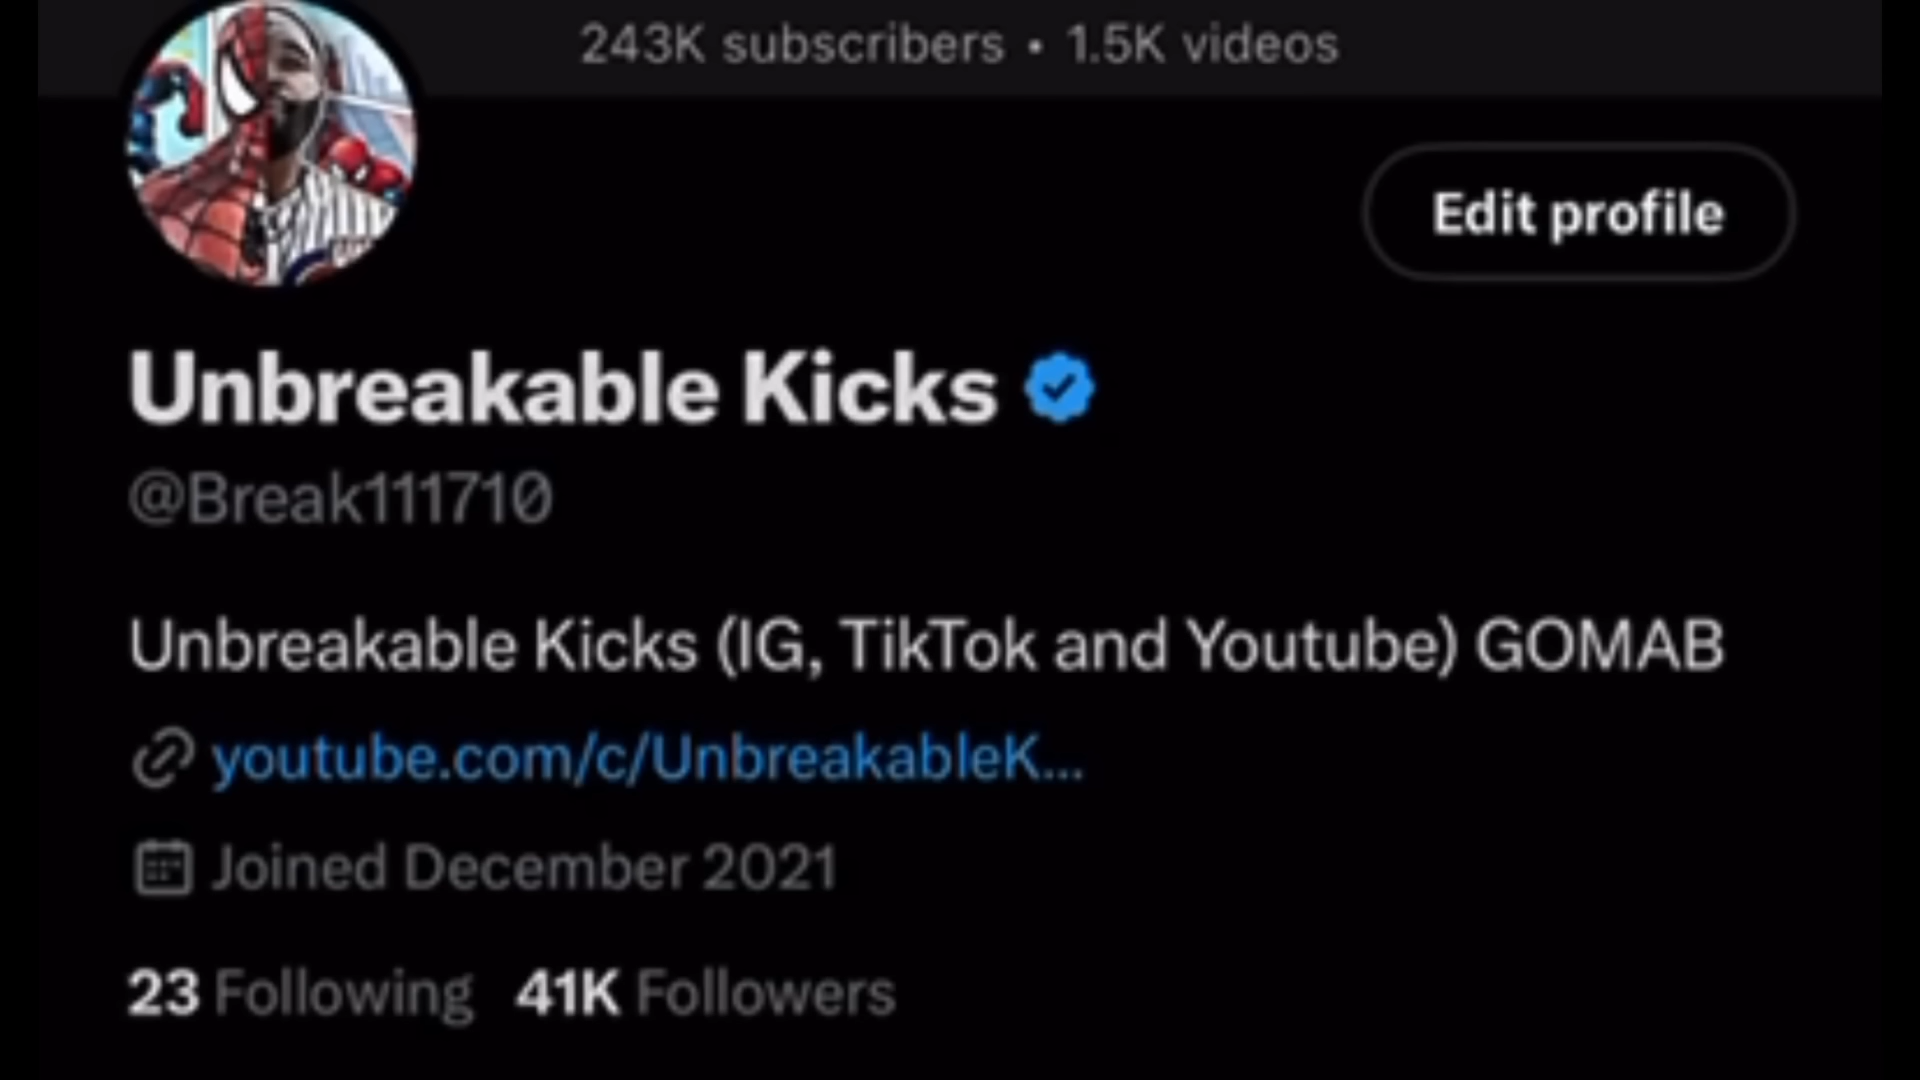 243K subscribers • 1.5K videos
Edit profile
Unbreakable Kicks
@Break111710
Unbreakable Kicks (IG, TikTok and Youtube) GOMAB
youtube.com/c/UnbreakableK...
Joined December 2021
23 Following 41K Followers